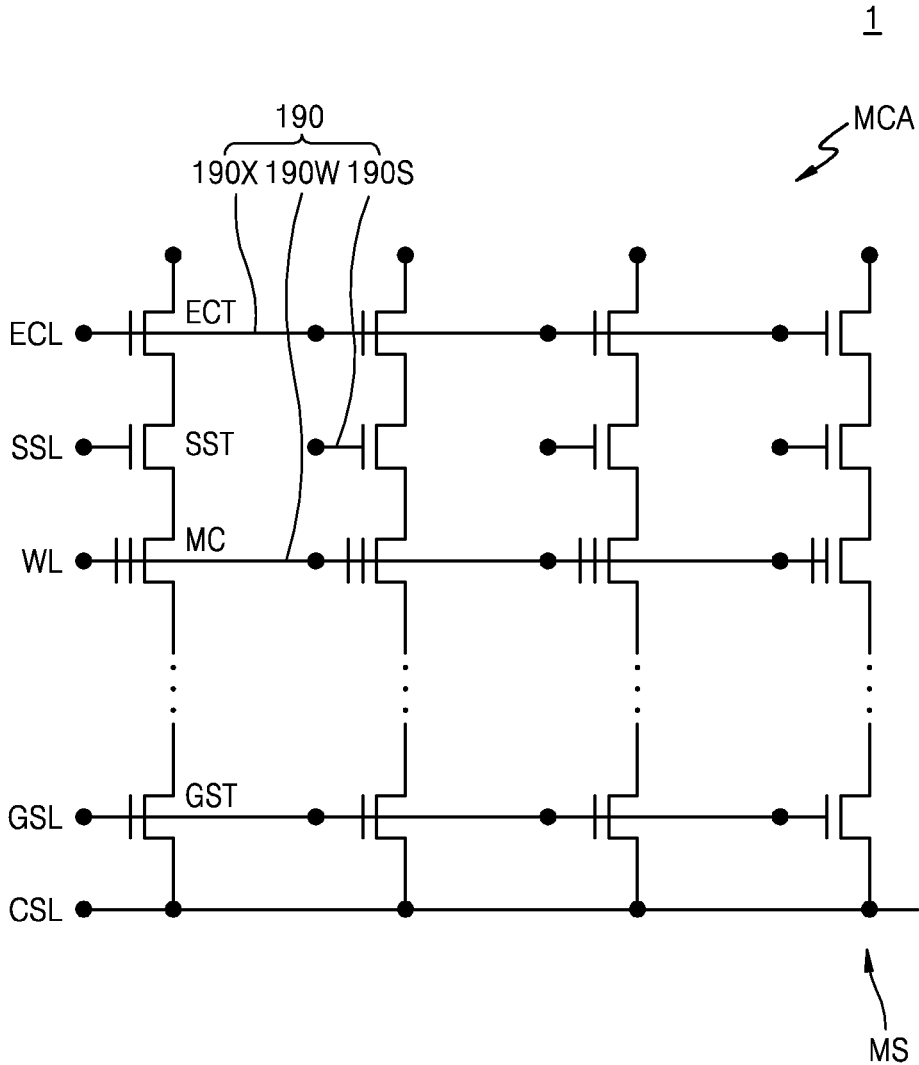 1
MCA
190
190X 190W 190S
ECL ECT
SSL SST
WL MC
GSL GST
CSL
MS